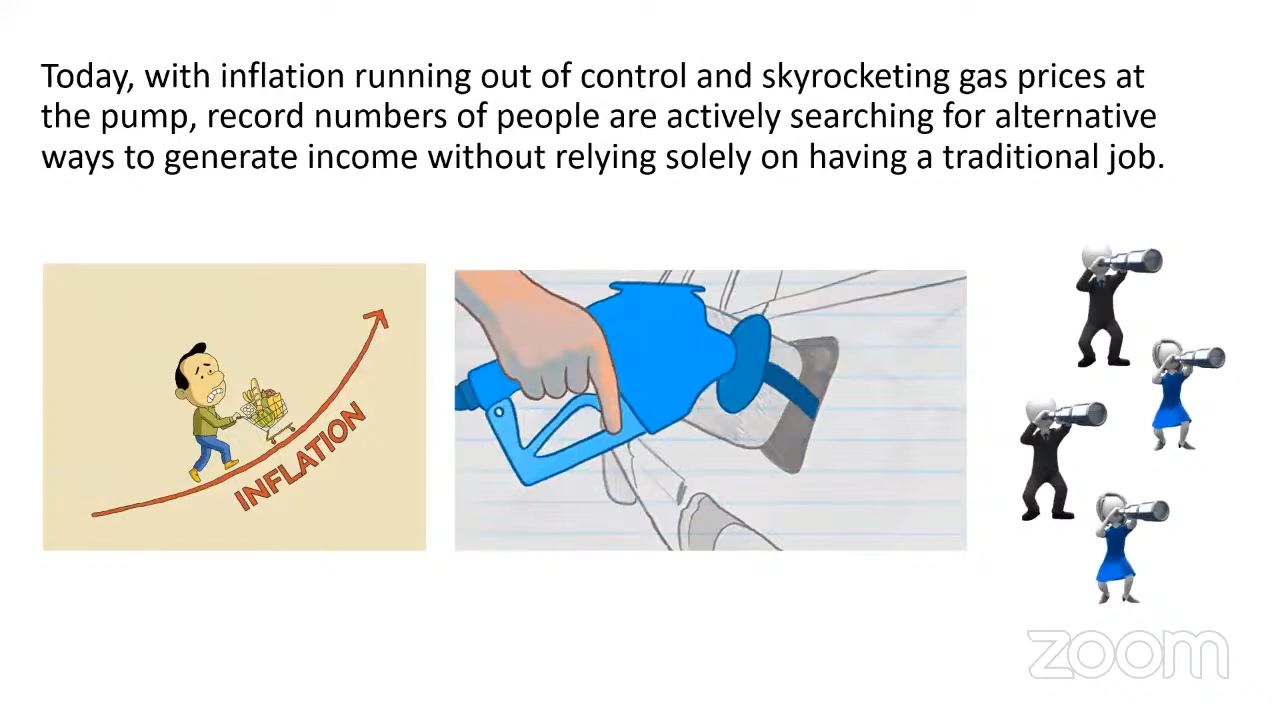 Today, with inflation running out of control and skyrocketing gas prices at
the pump, record numbers of people are actively searching for alternative
ways to generate income without relying solely on having a traditional job.
INFLATION
zoom